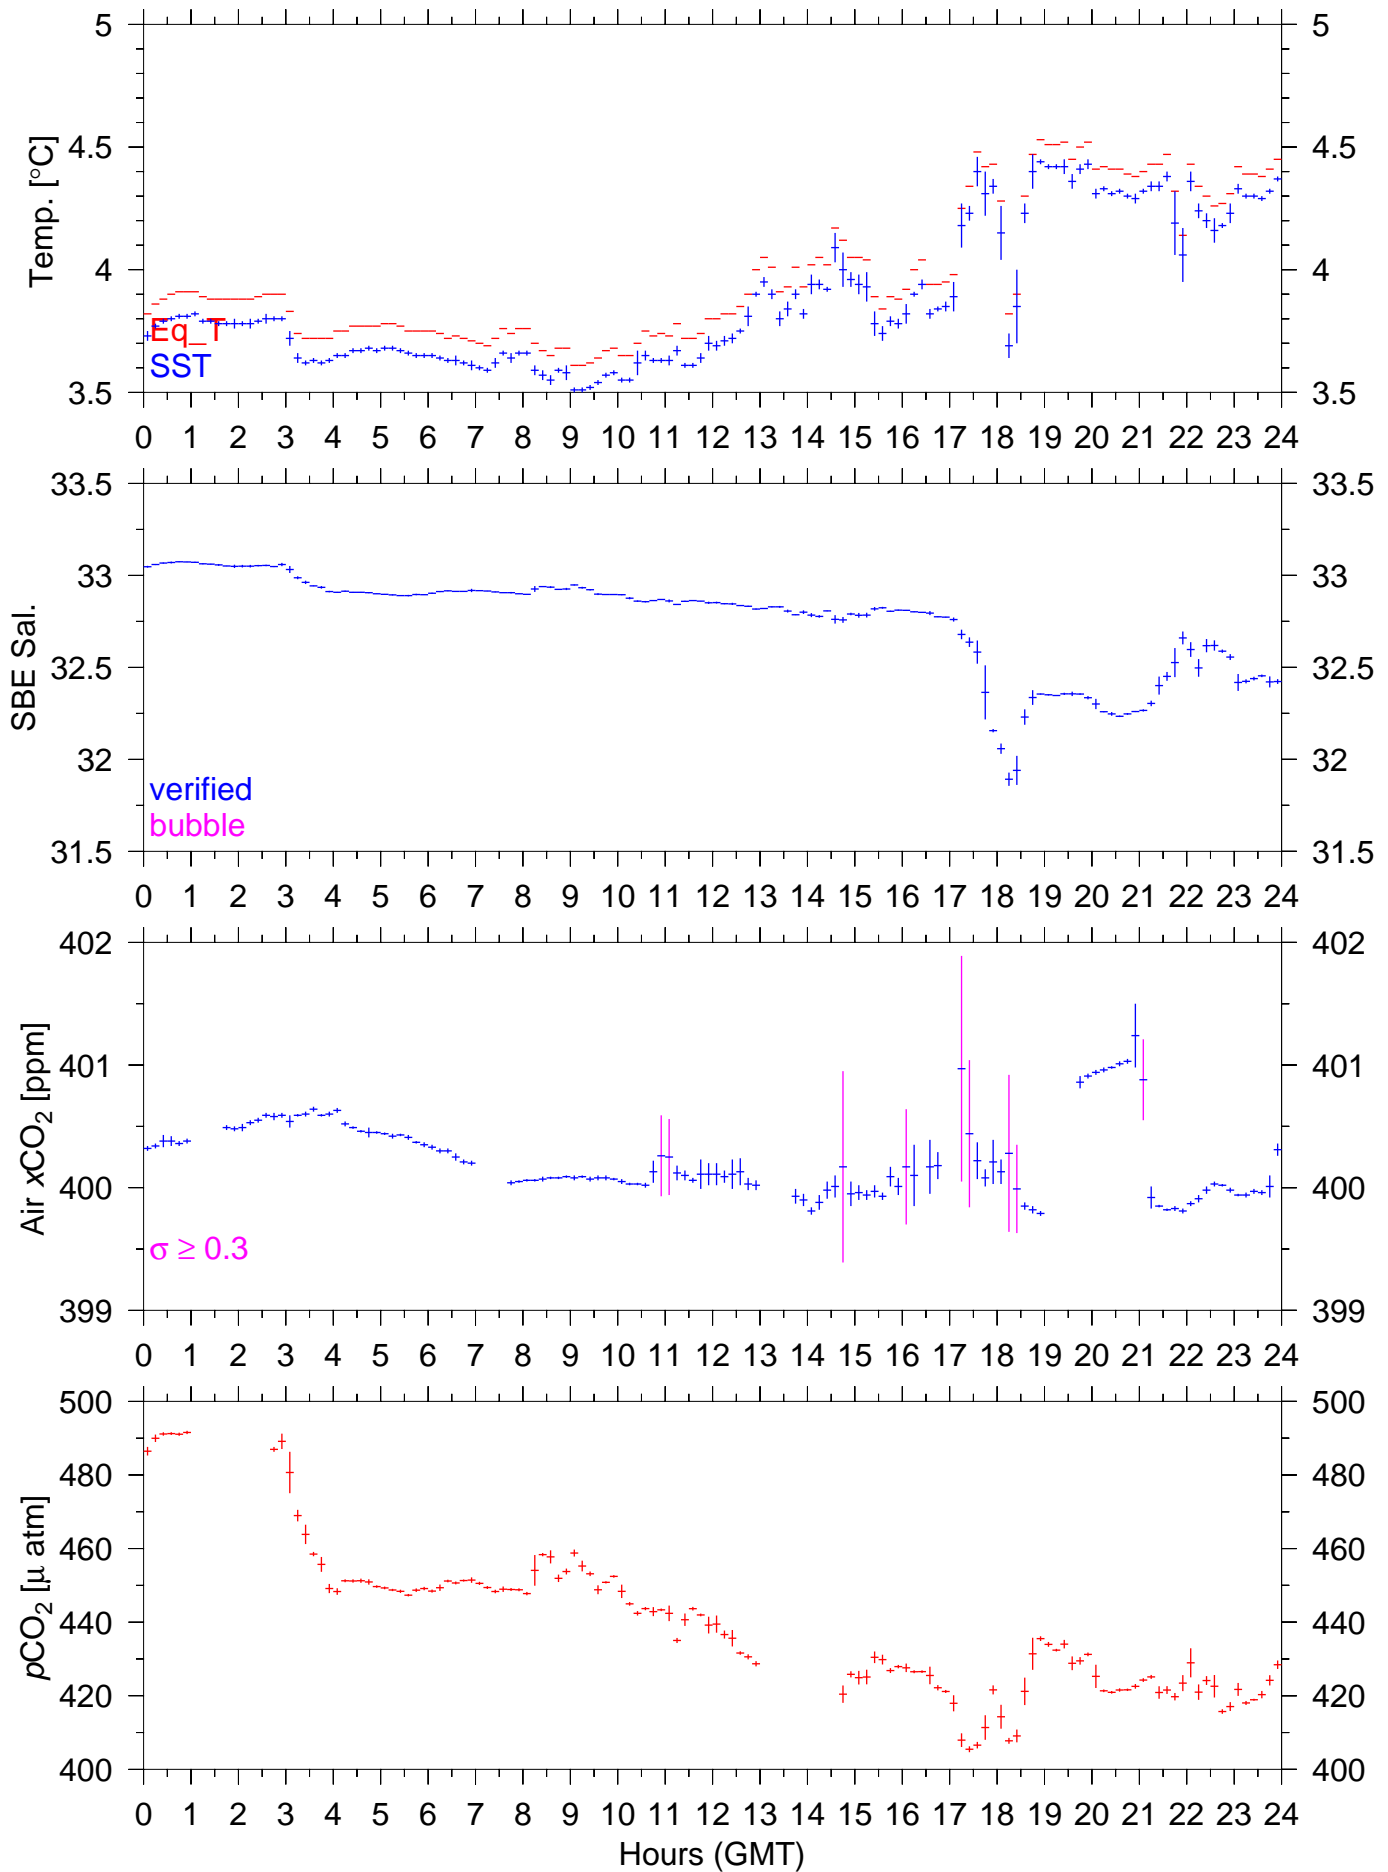 5 5
4.5 4.5
4 4
3.5 3.5
Temp. [°C]
Eq_T
SST
0 1 2 3 4 5 6 7 8 9 10 11 12 13 14 15 16 17 18 19 20 21 22 23 24
33.5 33.5
33 33
32.5 32.5
32 32
31.5 31.5
SBE Sal.
verified
bubble
0 1 2 3 4 5 6 7 8 9 10 11 12 13 14 15 16 17 18 19 20 21 22 23 24
402 402
401 401
400 400
399 399
Air xCO₂ [ppm]
σ ≥ 0.3
0 1 2 3 4 5 6 7 8 9 10 11 12 13 14 15 16 17 18 19 20 21 22 23 24
500 500
480 480
460 460
440 440
420 420
400 400
pCO₂ [μ atm]
0 1 2 3 4 5 6 7 8 9 10 11 12 13 14 15 16 17 18 19 20 21 22 23 24
Hours (GMT)